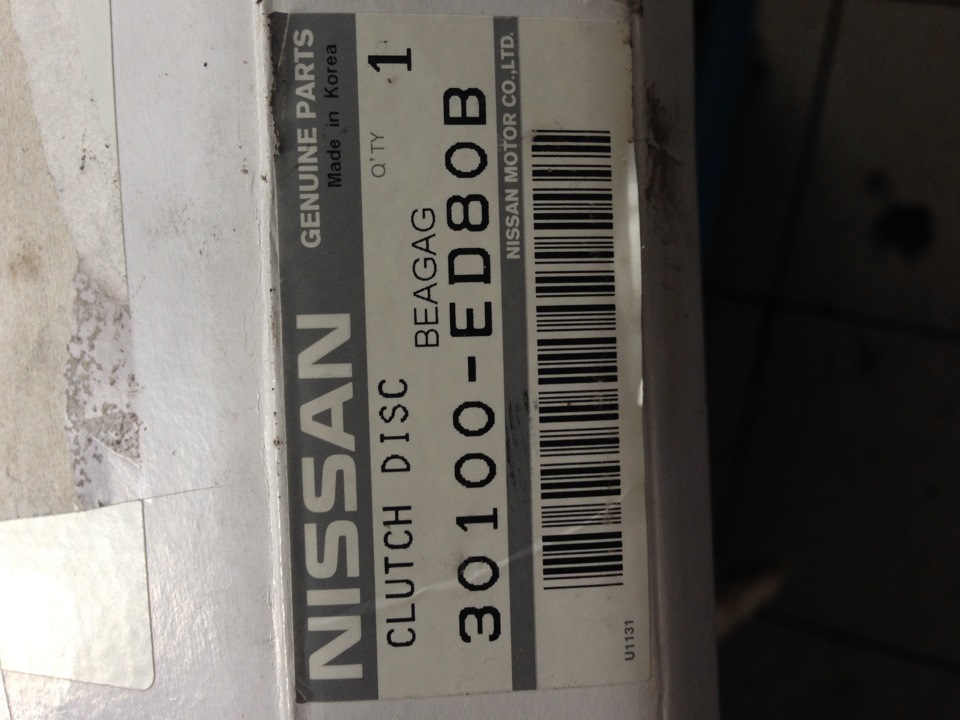 NISSAN GENUINE PARTS
Made in Korea
CLUTCH DISC Q'TY 1
BEAGAG
30100-ED80B
NISSAN MOTOR CO.,LTD.
U1131